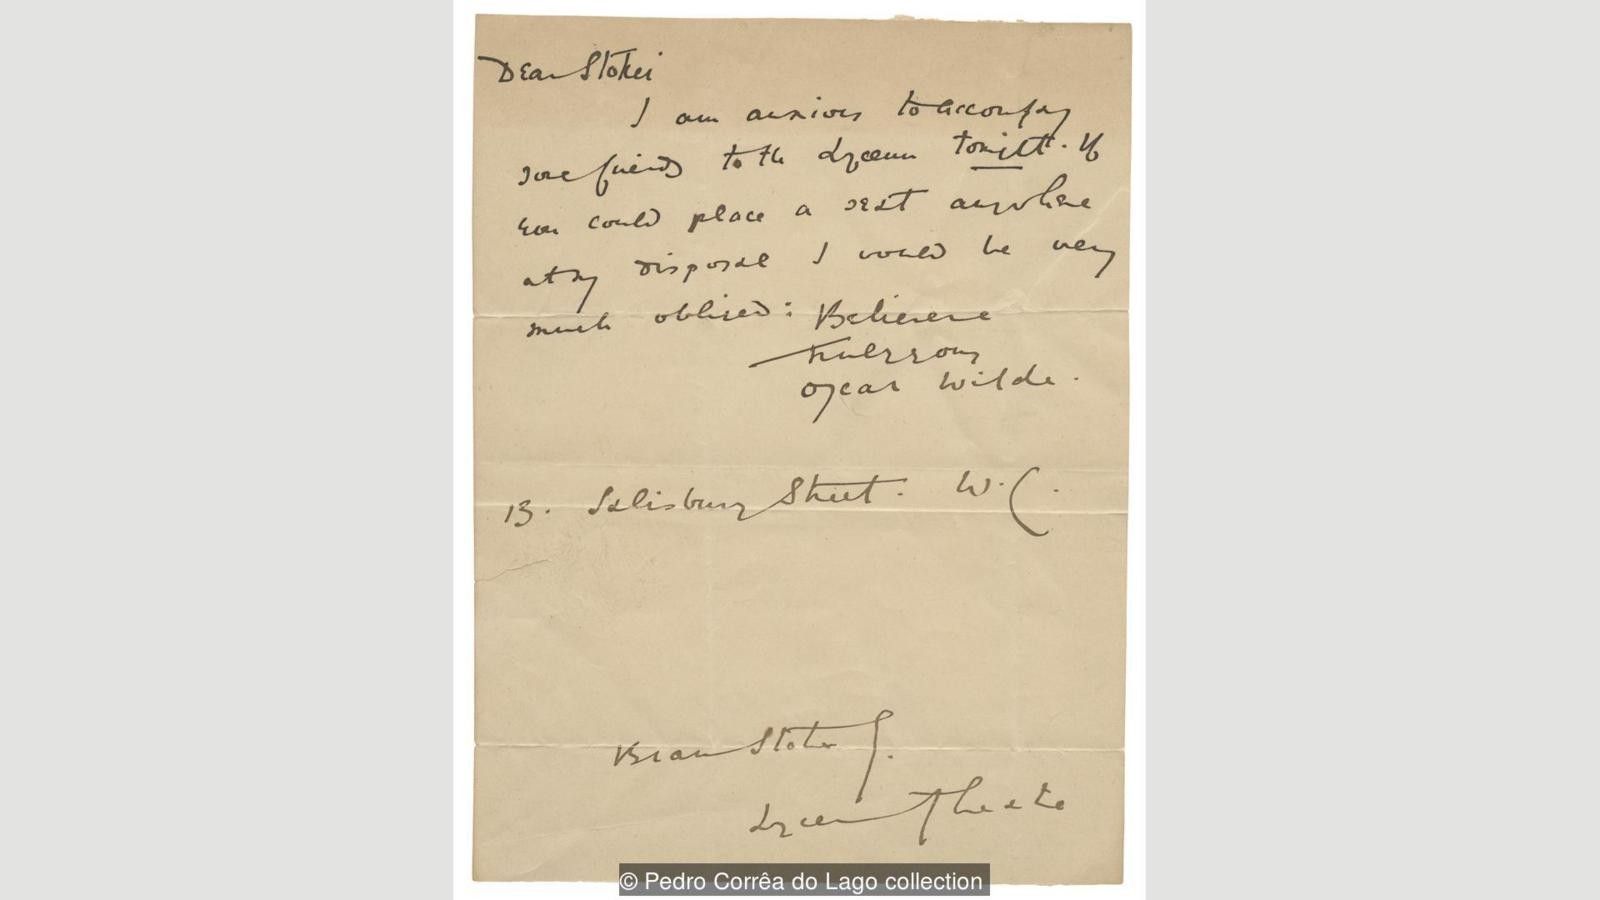 Dear Stoker
I am anxious to accompany
some friends to the Lyceum tonight. If
you could place a seat anywhere
at my disposal I would be very
much obliged: Believe me
truly yours
Oscar Wilde.
13. Salisbury Street. W.C.
Bram Stoker
Lyceum Theatre
© Pedro Corrêa do Lago collection